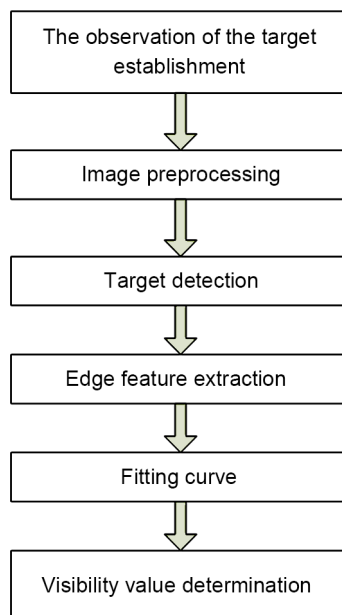 The observation of the target
establishment
Image preprocessing
Target detection
Edge feature extraction
Fitting curve
Visibility value determination